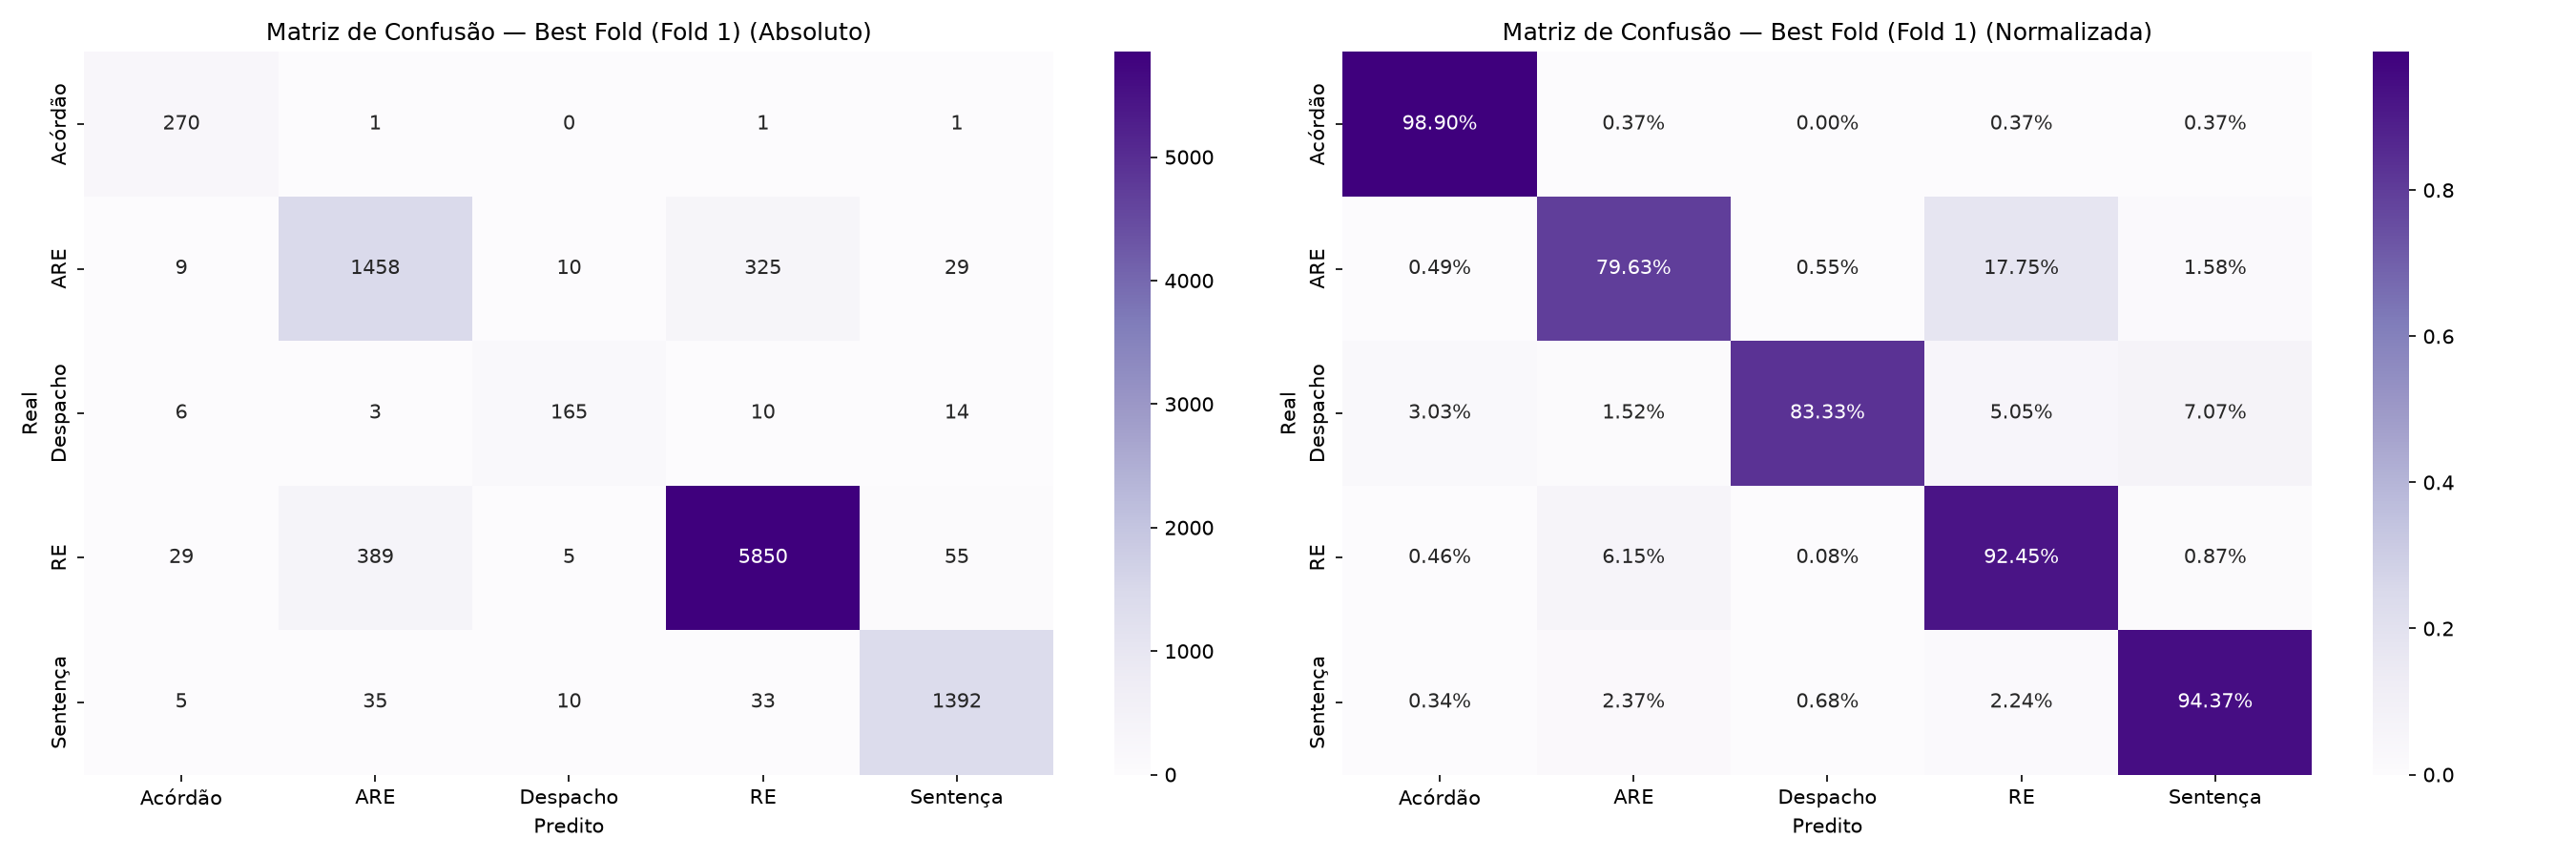 Matriz de Confusão — Best Fold (Fold 1) (Absoluto)
Real
Acórdão 270 1 0 1 1
ARE 9 1458 10 325 29
Despacho 6 3 165 10 14
RE 29 389 5 5850 55
Sentença 5 35 10 33 1392
Acórdão ARE Despacho RE Sentença
Predito
5000
4000
3000
2000
1000
0
Matriz de Confusão — Best Fold (Fold 1) (Normalizada)
Real
Acórdão 98.90% 0.37% 0.00% 0.37% 0.37%
ARE 0.49% 79.63% 0.55% 17.75% 1.58%
Despacho 3.03% 1.52% 83.33% 5.05% 7.07%
RE 0.46% 6.15% 0.08% 92.45% 0.87%
Sentença 0.34% 2.37% 0.68% 2.24% 94.37%
Acórdão ARE Despacho RE Sentença
Predito
0.8
0.6
0.4
0.2
0.0